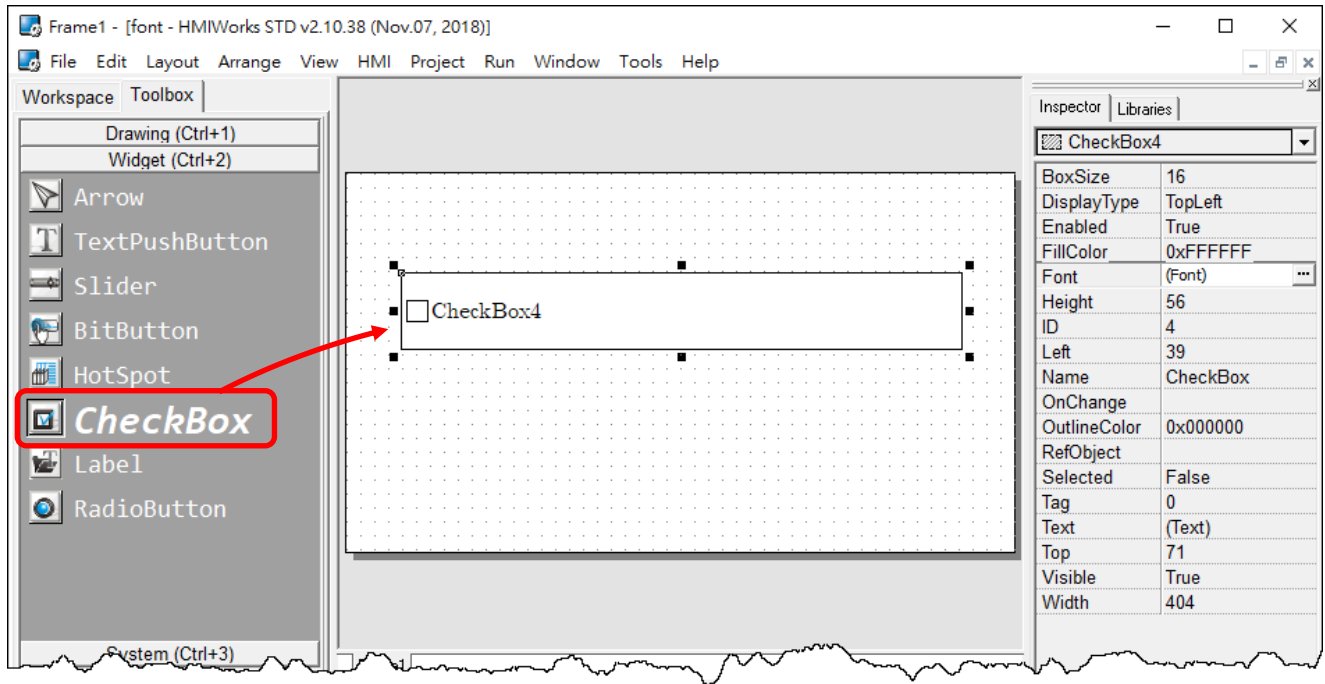 Frame1 - [font - HMIWorks STD v2.10.38 (Nov.07, 2018)]
File Edit Layout Arrange View HMI Project Run Window Tools Help
Workspace Toolbox
Drawing (Ctrl+1)
Widget (Ctrl+2)
Arrow
TextPushButton
Slider
BitButton
HotSpot
CheckBox
Label
RadioButton
System (Ctrl+3)
CheckBox4
Inspector Libraries
CheckBox4
BoxSize 16
DisplayType TopLeft
Enabled True
FillColor 0xFFFFFF
Font (Font) ...
Height 56
ID 4
Left 39
Name CheckBox
OnChange
OutlineColor 0x000000
RefObject
Selected False
Tag 0
Text (Text)
Top 71
Visible True
Width 404